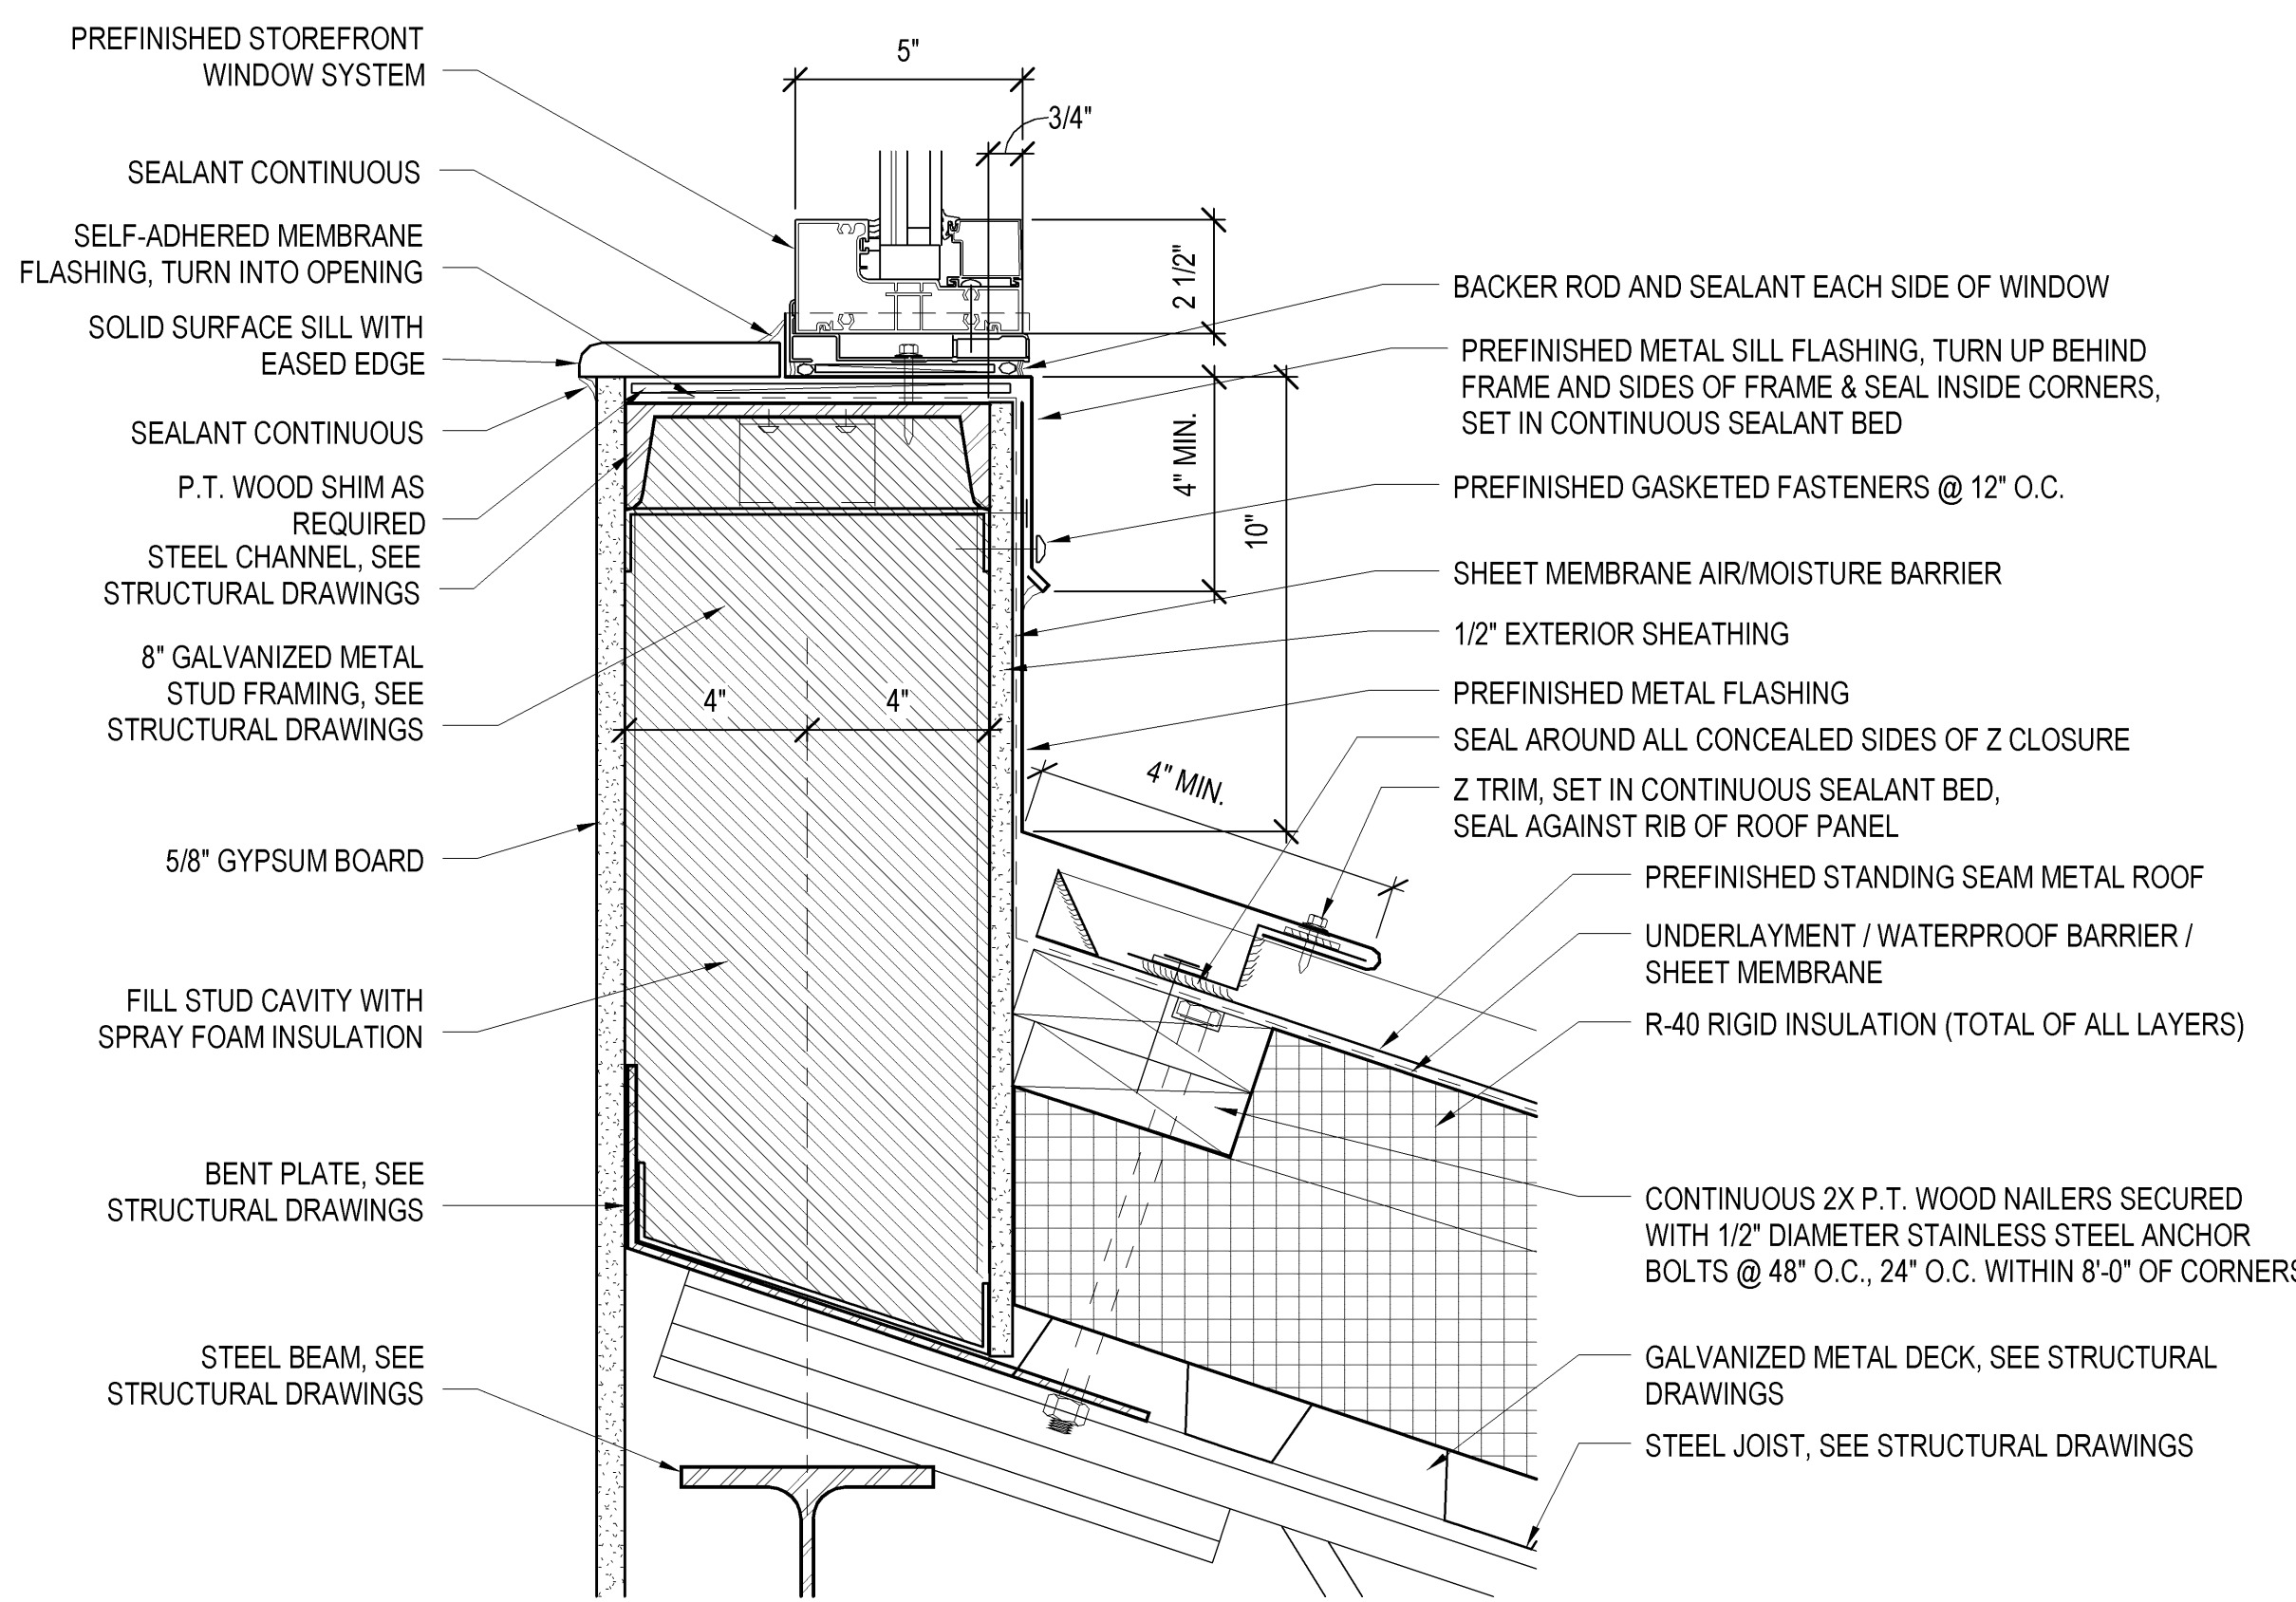 PREFINISHED STOREFRONT
WINDOW SYSTEM
SEALANT CONTINUOUS
SELF-ADHERED MEMBRANE
FLASHING, TURN INTO OPENING
SOLID SURFACE SILL WITH
EASED EDGE
SEALANT CONTINUOUS
P.T. WOOD SHIM AS
REQUIRED
STEEL CHANNEL, SEE
STRUCTURAL DRAWINGS
8" GALVANIZED METAL
STUD FRAMING, SEE
STRUCTURAL DRAWINGS
5/8" GYPSUM BOARD
FILL STUD CAVITY WITH
SPRAY FOAM INSULATION
BENT PLATE, SEE
STRUCTURAL DRAWINGS
STEEL BEAM, SEE
STRUCTURAL DRAWINGS
5"
3/4"
2 1/2"
4" MIN.
10"
4"
4"
4" MIN.
BACKER ROD AND SEALANT EACH SIDE OF WINDOW
PREFINISHED METAL SILL FLASHING, TURN UP BEHIND
FRAME AND SIDES OF FRAME & SEAL INSIDE CORNERS,
SET IN CONTINUOUS SEALANT BED
PREFINISHED GASKETED FASTENERS @ 12" O.C.
SHEET MEMBRANE AIR/MOISTURE BARRIER
1/2" EXTERIOR SHEATHING
PREFINISHED METAL FLASHING
SEAL AROUND ALL CONCEALED SIDES OF Z CLOSURE
Z TRIM, SET IN CONTINUOUS SEALANT BED,
SEAL AGAINST RIB OF ROOF PANEL
PREFINISHED STANDING SEAM METAL ROOF
UNDERLAYMENT / WATERPROOF BARRIER /
SHEET MEMBRANE
R-40 RIGID INSULATION (TOTAL OF ALL LAYERS)
CONTINUOUS 2X P.T. WOOD NAILERS SECURED
WITH 1/2" DIAMETER STAINLESS STEEL ANCHOR
BOLTS @ 48" O.C., 24" O.C. WITHIN 8'-0" OF CORNERS
GALVANIZED METAL DECK, SEE STRUCTURAL
DRAWINGS
STEEL JOIST, SEE STRUCTURAL DRAWINGS